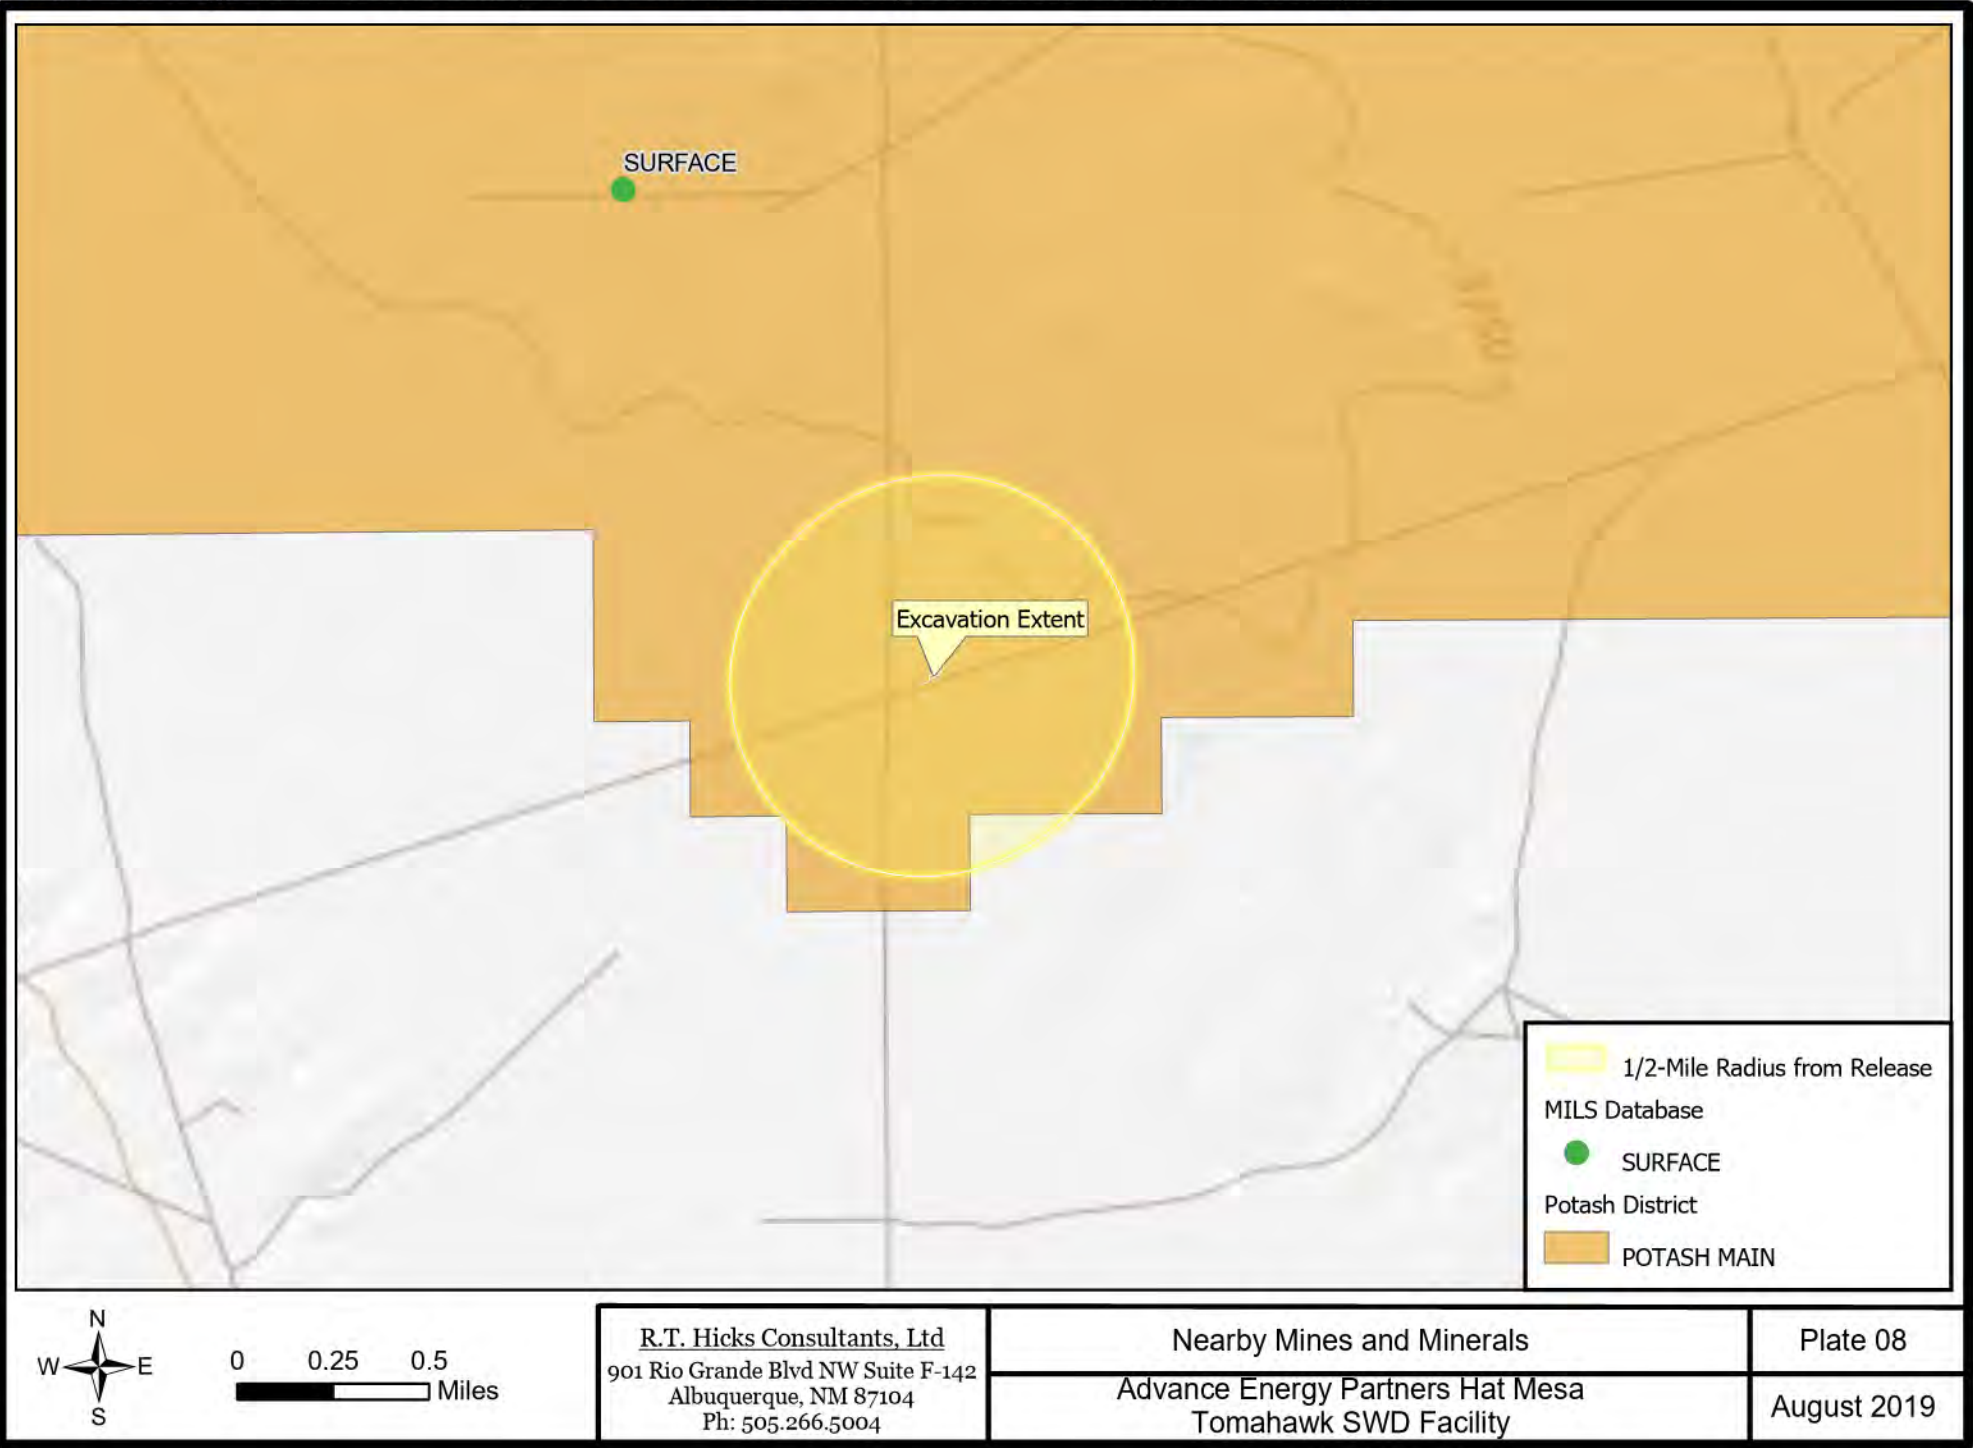 SURFACE
Excavation Extent
1/2-Mile Radius from Release
MILS Database
SURFACE
Potash District
POTASH MAIN
N
W E
S
0 0.25 0.5
Miles
R.T. Hicks Consultants, Ltd
901 Rio Grande Blvd NW Suite F-142
Albuquerque, NM 87104
Ph: 505.266.5004
Nearby Mines and Minerals
Advance Energy Partners Hat Mesa
Tomahawk SWD Facility
Plate 08
August 2019